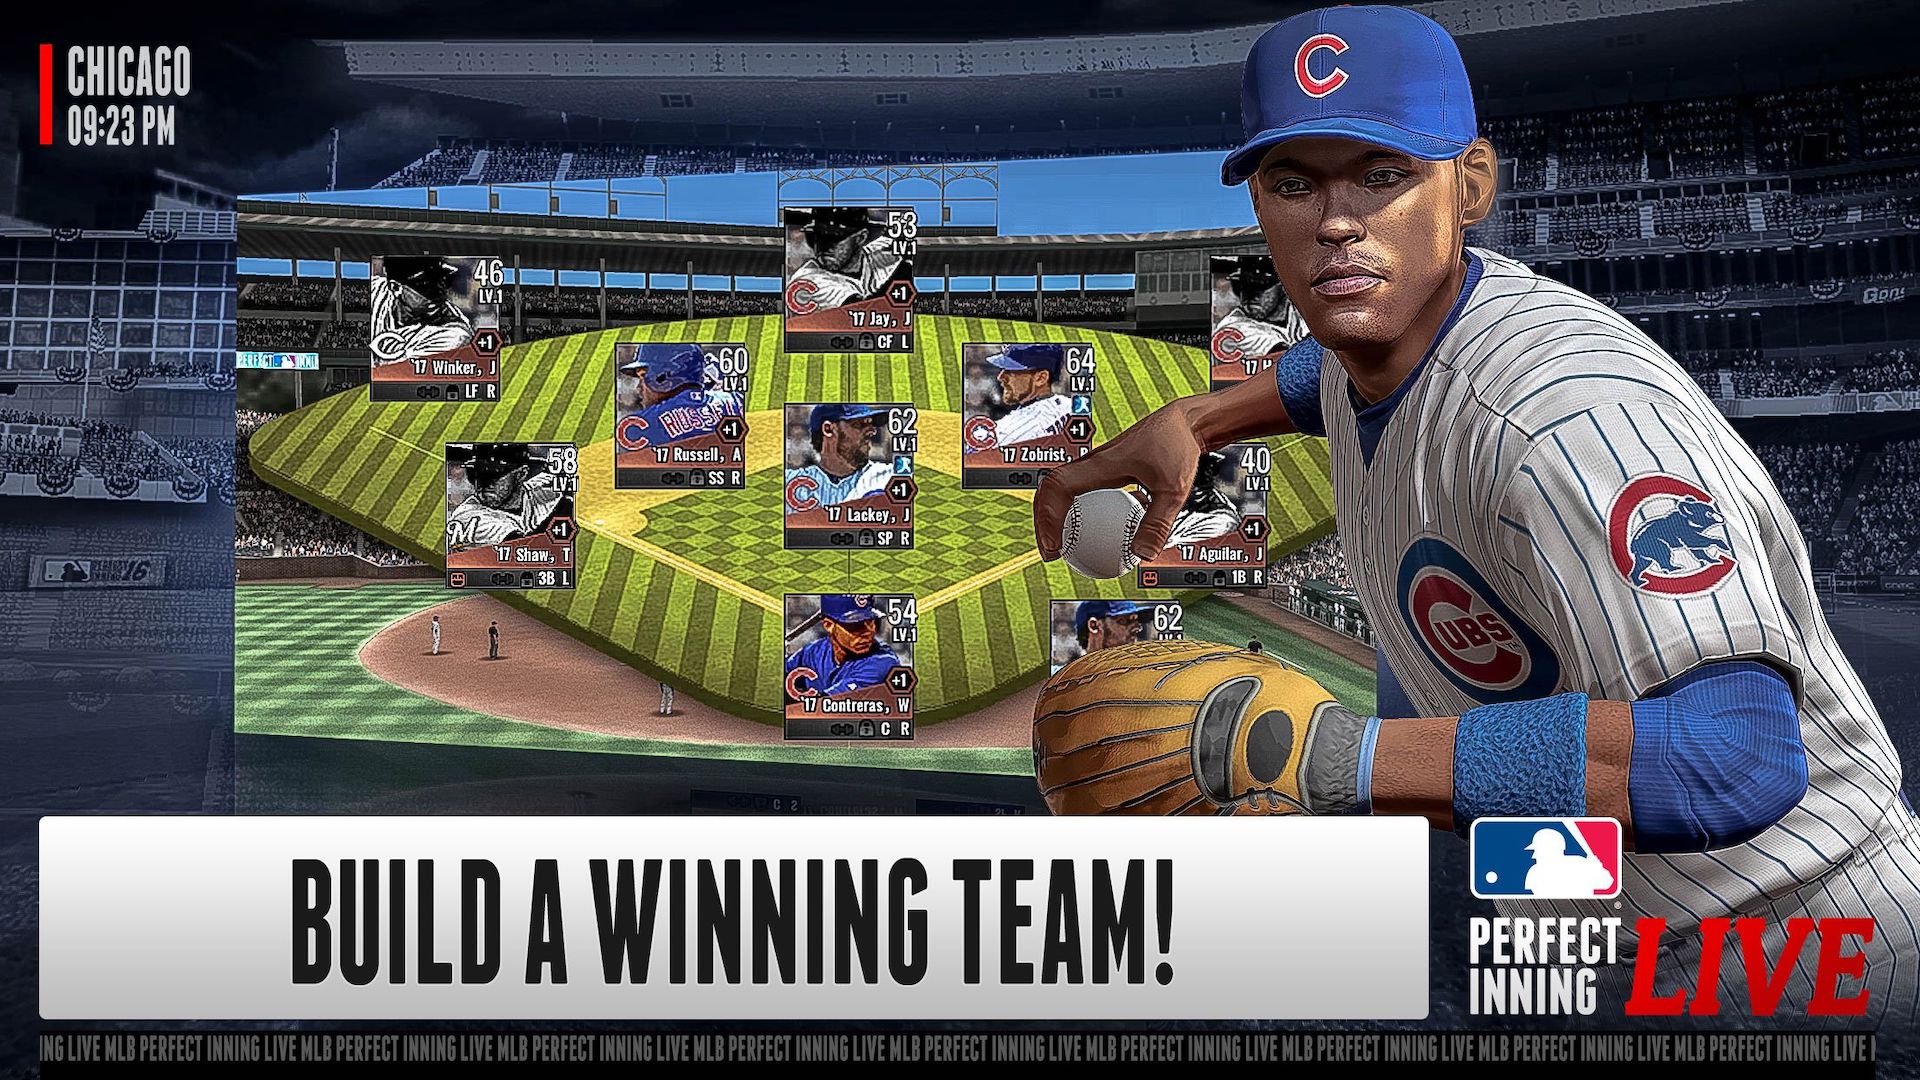 CHICAGO
09:23 PM
53
LV.1
+1
'17 Jay, J
CF L
46
LV.1
+1
'17 Winker, J
LF R
'17 H
60
LV.1
RUSSE
+1
'17 Russell, A
SS R
64
LV.1
+1
'17 Zobrist, B
62
LV.1
+1
'17 Lackey, J
SP R
58
LV.1
+1
'17 Shaw, T
3B L
40
LV.1
+1
'17 Aguilar, J
1B R
54
LV.1
+1
'17 Contreras, W
C R
62
LV.1
CUBS
BUILD A WINNING TEAM!
PERFECT
INNING
LIVE
ING LIVE MLB PERFECT INNING LIVE MLB PERFECT INNING LIVE MLB PERFECT INNING LIVE MLB PERFECT INNING LIVE MLB PERFECT INNING LIVE MLB PERFECT INNING LIVE MLB PERFECT INNING LIVE MLB PERFECT INNING LIVE MLB PERFECT INNING LIVE